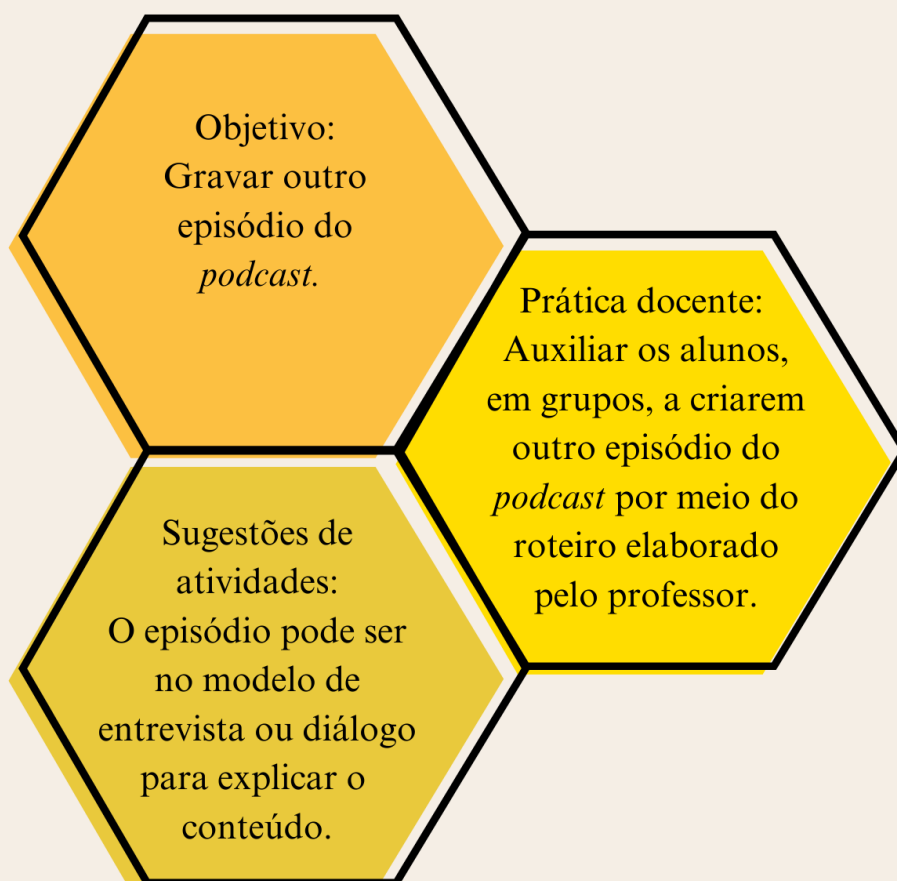 Objetivo:
Gravar outro
episódio do
podcast.
Prática docente:
Auxiliar os alunos,
em grupos, a criarem
outro episódio do
podcast por meio do
roteiro elaborado
pelo professor.
Sugestões de
atividades:
O episódio pode ser
no modelo de
entrevista ou diálogo
para explicar o
conteúdo.